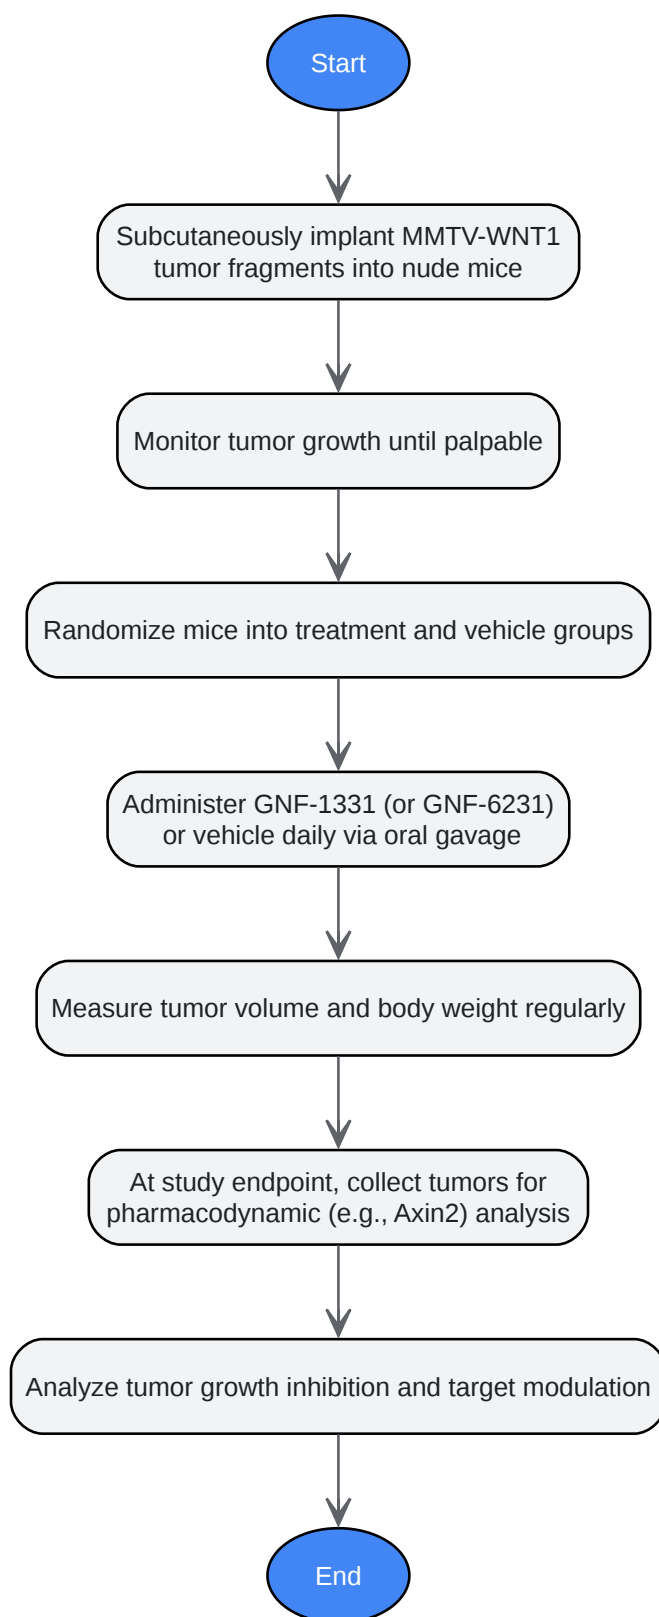 Start
Subcutaneously implant MMTV-WNT1
tumor fragments into nude mice
Monitor tumor growth until palpable
Randomize mice into treatment and vehicle groups
Administer GNF-1331 (or GNF-6231)
or vehicle daily via oral gavage
Measure tumor volume and body weight regularly
At study endpoint, collect tumors for
pharmacodynamic (e.g., Axin2) analysis
Analyze tumor growth inhibition and target modulation
End